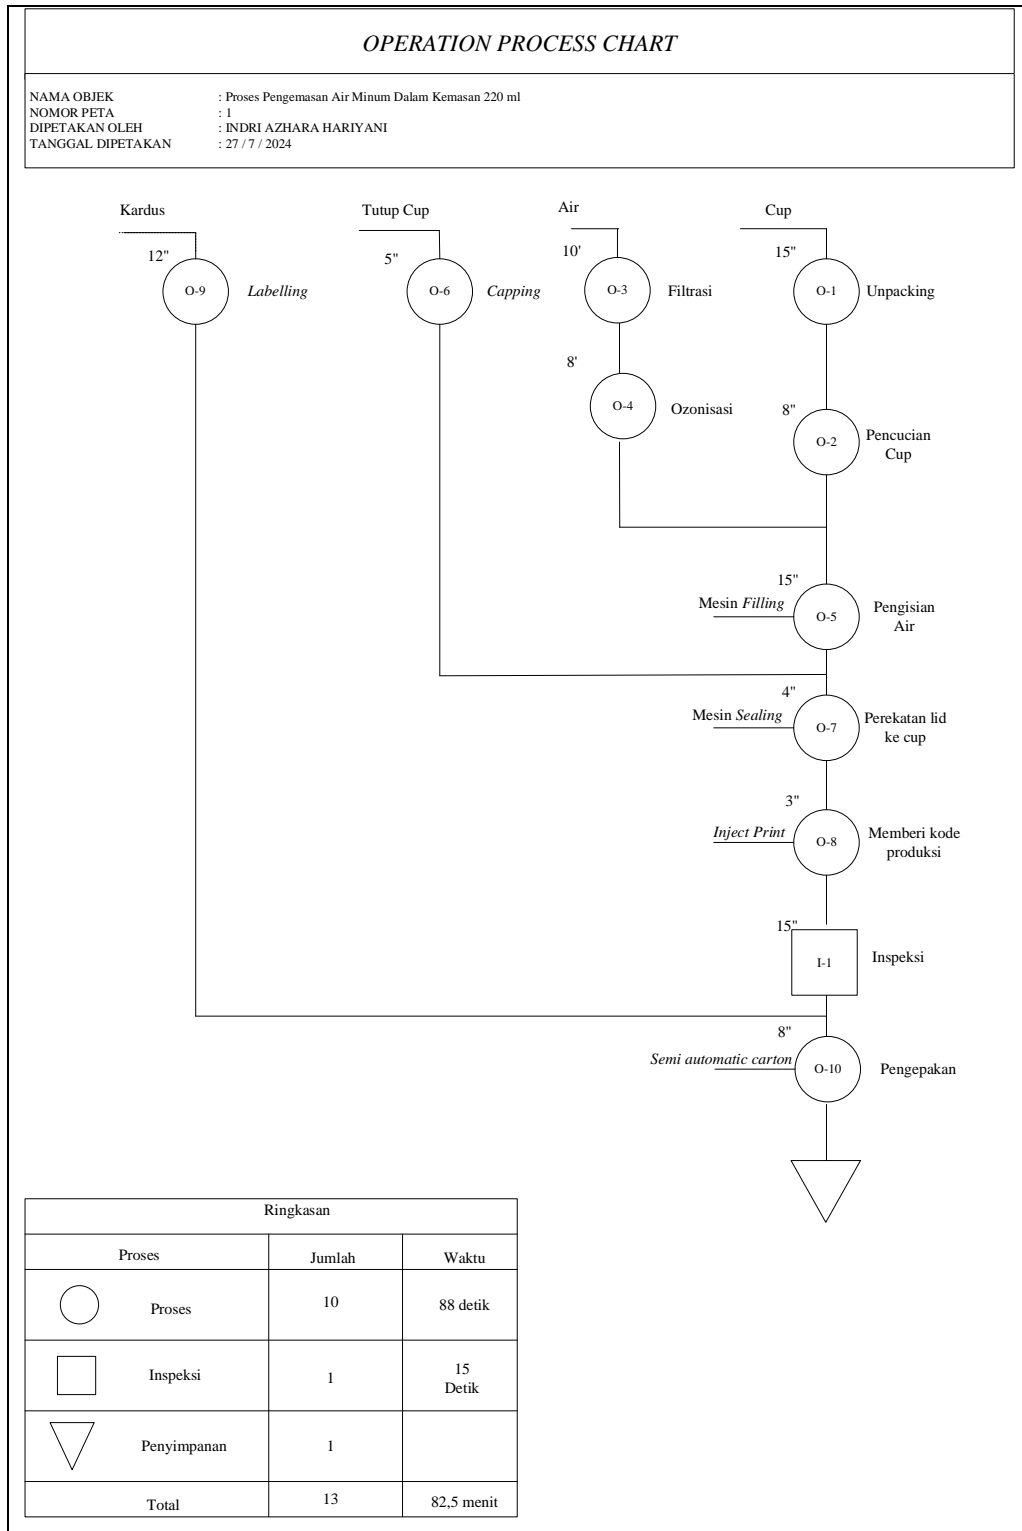 OPERATION PROCESS CHART
NAMA OBJEK : Proses Pengemasan Air Minum Dalam Kemasan 220 ml
NOMOR PETA : 1
DIPETAKAN OLEH : INDRI AZHARA HARIYANI
TANGGAL DIPETAKAN : 27 / 7 / 2024
Kardus
Tutup Cup
Air
Cup
12"
O-9
Labelling
5"
O-6
Capping
10'
O-3
Filtrasi
15"
O-1
Unpacking
8'
O-4
Ozonisasi
8"
O-2
Pencucian
Cup
15"
Mesin Filling
O-5
Pengisian
Air
4"
Mesin Sealing
O-7
Perekatan lid
ke cup
3"
Inject Print
O-8
Memberi kode
produksi
15"
I-1
Inspeksi
8"
Semi automatic carton
O-10
Pengepakan
Ringkasan
Proses Jumlah Waktu
Proses 10 88 detik
Inspeksi 1 15
Detik
Penyimpanan 1
Total 13 82,5 menit